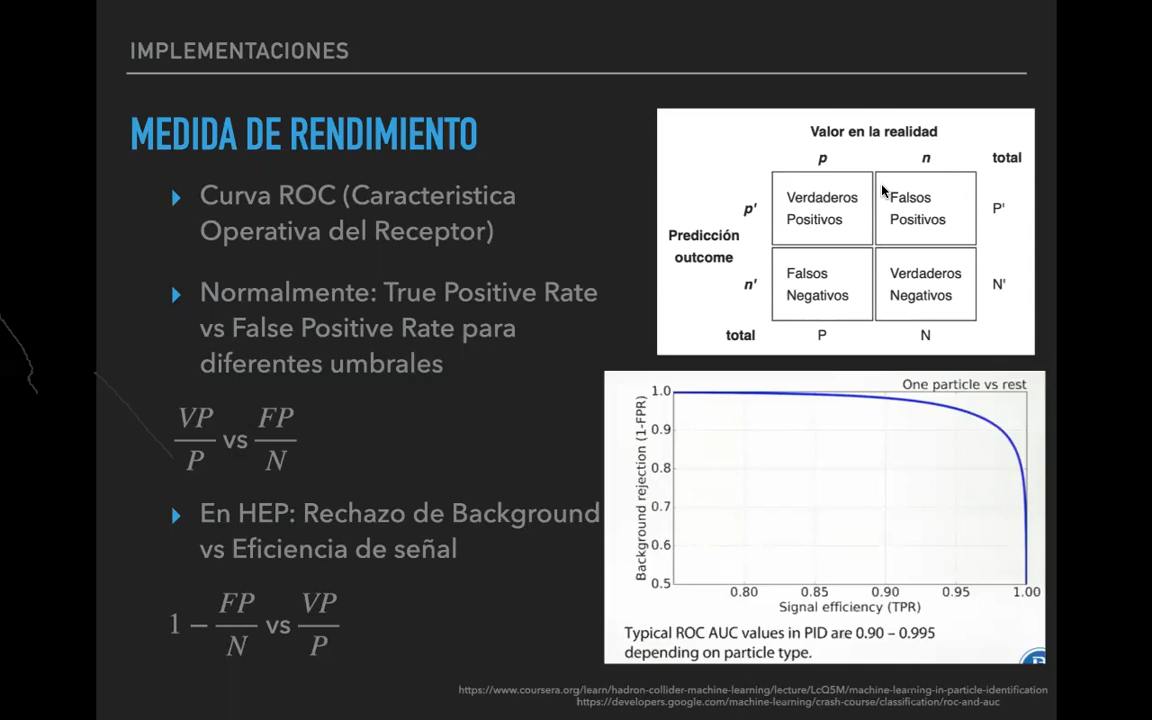 IMPLEMENTACIONES
MEDIDA DE RENDIMIENTO
Curva ROC (Caracteristica
Operativa del Receptor)
Normalmente: True Positive Rate
vs False Positive Rate para
diferentes umbrales
VP/P vs FP/N
En HEP: Rechazo de Background
vs Eficiencia de señal
1 − FP/N vs VP/P
Valor en la realidad
p n total
p' Verdaderos Positivos Falsos Positivos P'
Predicción outcome
n' Falsos Negativos Verdaderos Negativos N'
total P N
One particle vs rest
Background rejection (1-FPR)
1.0
0.9
0.8
0.7
0.6
0.5
0.80 0.85 0.90 0.95 1.00
Signal efficiency (TPR)
Typical ROC AUC values in PID are 0.90 – 0.995
depending on particle type.
https://www.coursera.org/learn/hadron-collider-machine-learning/lecture/LcQ5M/machine-learning-in-particle-identification
https://developers.google.com/machine-learning/crash-course/classification/roc-and-auc